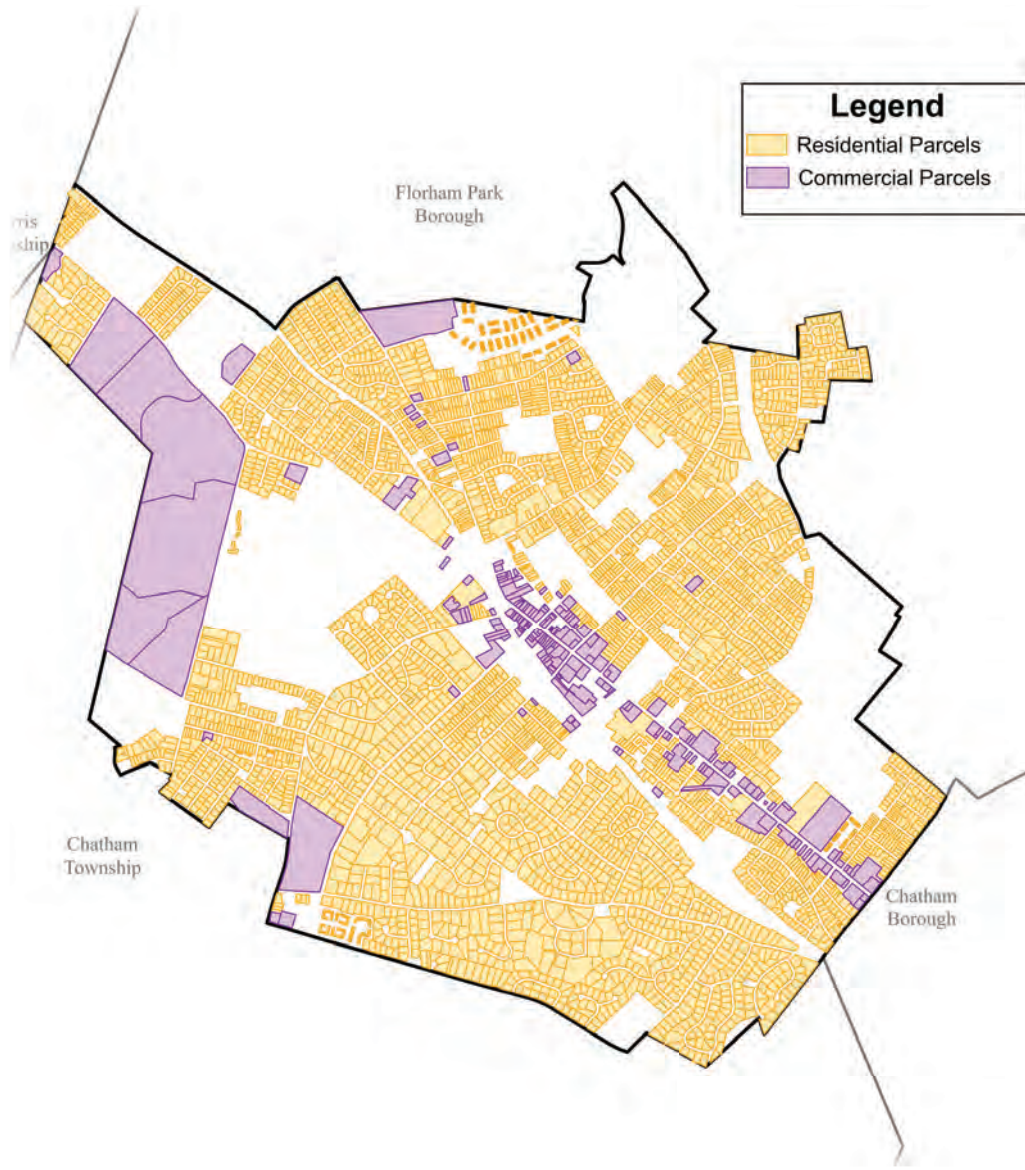 Legend
Residential Parcels
Commercial Parcels
Florham Park
Borough
Chatham
Township
Chatham
Borough